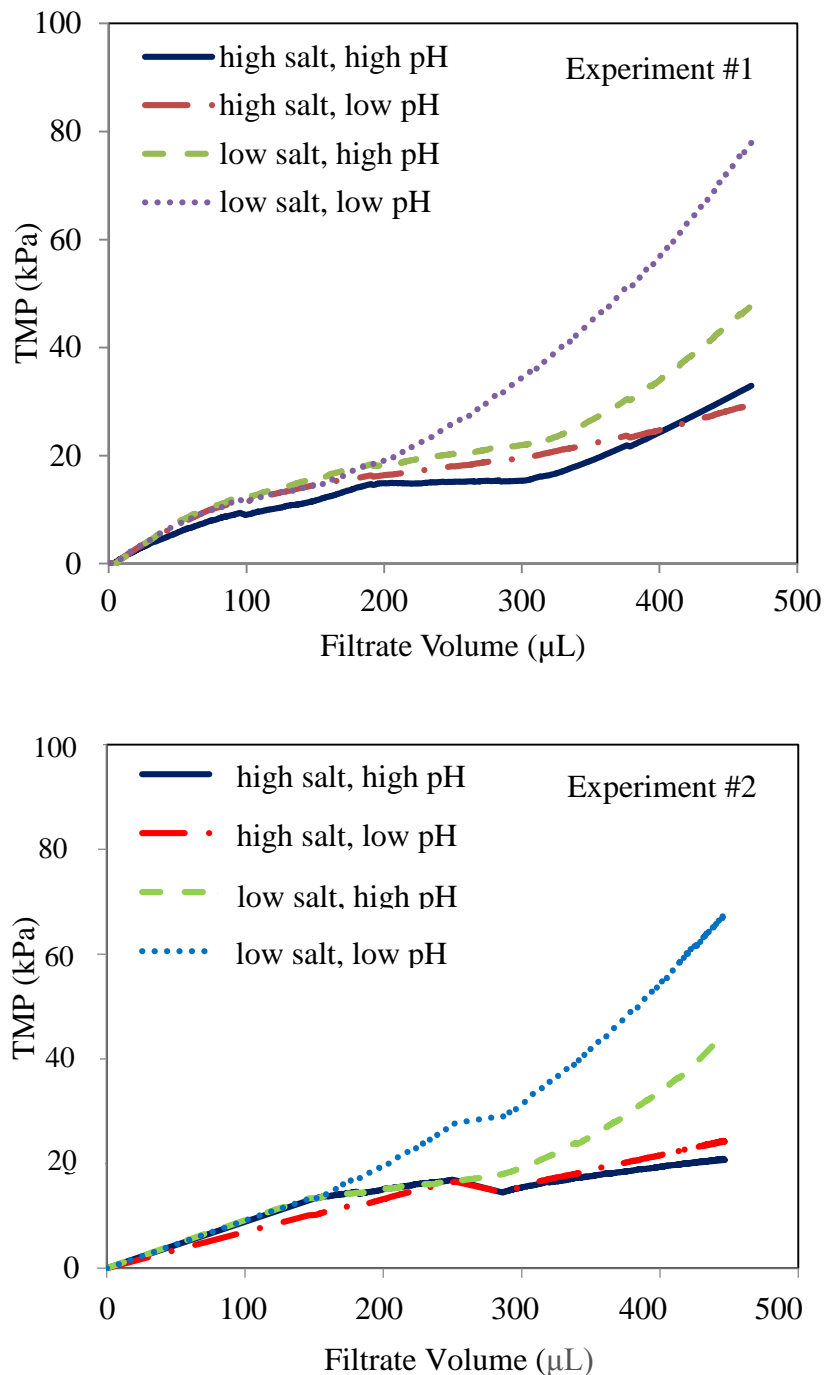 100
80
60
40
20
0
TMP (kPa)
high salt, high pH
high salt, low pH
low salt, high pH
low salt, low pH
Experiment #1
0 100 200 300 400 500
Filtrate Volume (µL)
100
80
60
40
20
0
TMP (kPa)
high salt, high pH
high salt, low pH
low salt, high pH
low salt, low pH
Experiment #2
0 100 200 300 400 500
Filtrate Volume (µL)